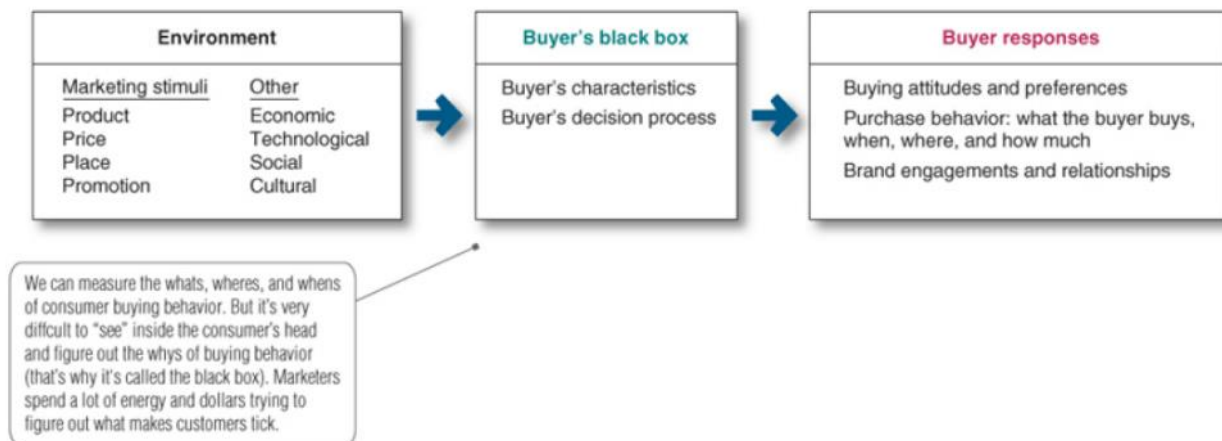 Environment
Marketing stimuli Other
Product Economic
Price Technological
Place Social
Promotion Cultural
Buyer's black box
Buyer's characteristics
Buyer's decision process
Buyer responses
Buying attitudes and preferences
Purchase behavior: what the buyer buys,
when, where, and how much
Brand engagements and relationships
We can measure the whats, wheres, and whens
of consumer buying behavior. But it's very
diffcult to "see" inside the consumer's head
and figure out the whys of buying behavior
(that's why it's called the black box). Marketers
spend a lot of energy and dollars trying to
figure out what makes customers tick.